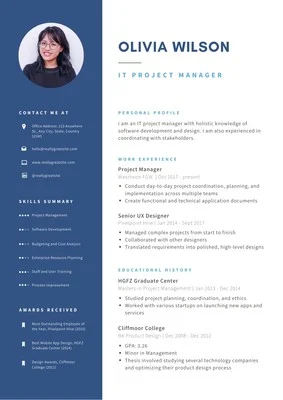 OLIVIA WILSON
IT PROJECT MANAGER
CONTACT ME AT
Office Address: 123 Anywhere
St., Any City, State, Country
12345
hello@reallygreatsite.com
www.reallygreatsite.com
@reallygreatsite
SKILLS SUMMARY
Project Management
Software Development
Budgeting and Cost Analysis
Enterprise Resource Planning
Staff and User Training
Process Improvement
AWARDS RECEIVED
Most Outstanding Employee of
the Year, Pixelpoint Hive (2015)
Best Mobile App Design, HGFZ
Graduate Center (2014)
Design Awards, Cliffmoor
College (2012)
PERSONAL PROFILE
I am an IT project manager with holistic knowledge of
software development and design. I am also experienced in
coordinating with stakeholders.
WORK EXPERIENCE
Project Manager
Dec 2017 - present
Conduct day-to-day project coordination, planning, and
implementation across multiple teams
Create functional and technical application documents
Senior UX Designer
Pixelpoint Hive | Jan 2014 - Sept 2017
Managed complex projects from start to finish
Collaborated with other designers
Translated requirements into polished, high-level designs
EDUCATIONAL HISTORY
HGFZ Graduate Center
Masters in Project Management | Jan 2013 - Dec 2014
Studied project planning, coordination, and ethics
Worked with various startups on launching new apps and
services
Cliffmoor College
BA Product Design | Dec 2012
GPA: 3.26
Minor in Management
Thesis involved studying several technology companies
and optimizing their product design process